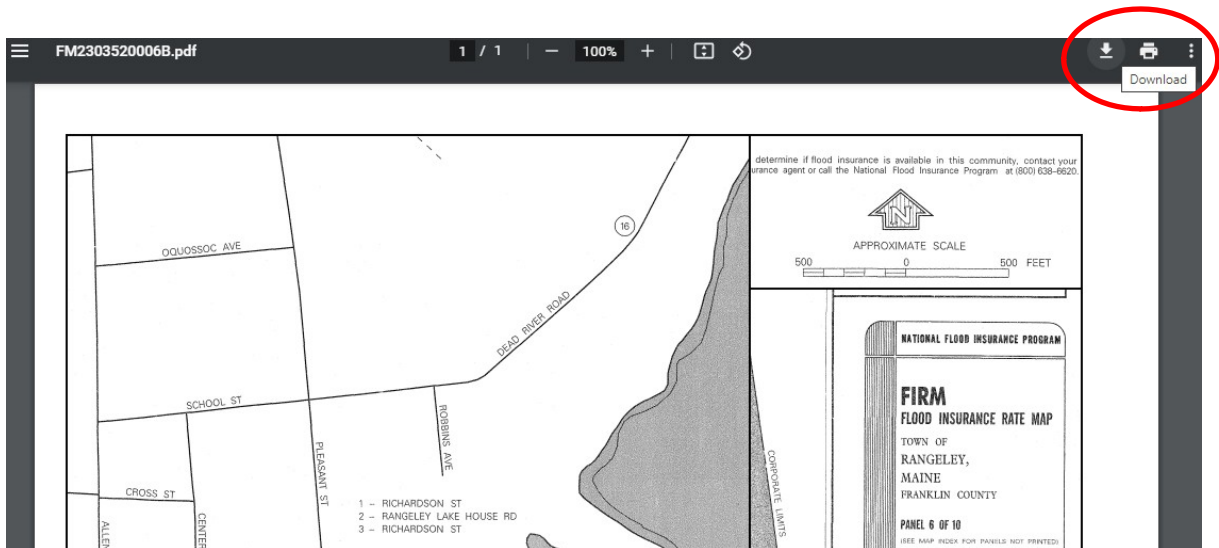 FM2303520006B.pdf
1 / 1
100%
Download
determine if flood insurance is available in this community, contact your
urance agent or call the National Flood Insurance Program at (800) 638-6620.
N
APPROXIMATE SCALE
500 0 500 FEET
16
OQUOSSOC AVE
DEAD RIVER ROAD
SCHOOL ST
ROBBINS AVE
PLEASANT ST
CROSS ST
ALLEN
CENTER
1 – RICHARDSON ST
2 – RANGELEY LAKE HOUSE RD
3 – RICHARDSON ST
CORPORATE LIMITS
NATIONAL FLOOD INSURANCE PROGRAM
FIRM
FLOOD INSURANCE RATE MAP
TOWN OF
RANGELEY,
MAINE
FRANKLIN COUNTY
PANEL 6 OF 10
(SEE MAP INDEX FOR PANELS NOT PRINTED)